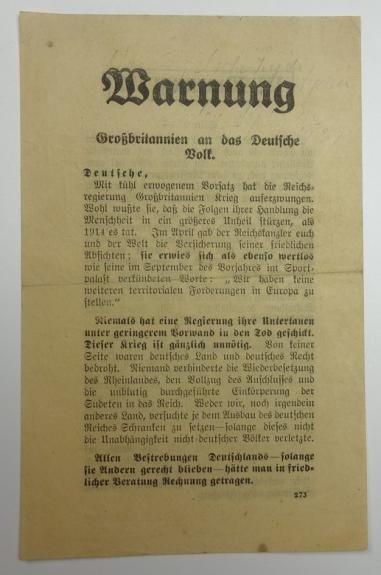 Warnung
Großbritannien an das Deutsche
Volk.
Deutsche,
Mit kühl erwogenem Vorsatz hat die Reichs-
regierung Großbritannien Krieg auferzwungen.
Wohl wußte sie, daß die Folgen ihrer Handlung die
Menschheit in ein größeres Unheil stürzen, als
1914 es tat. Im April gab der Reichskanzler euch
und der Welt die Versicherung seiner friedlichen
Absichten; sie erwies sich als ebenso wertlos
wie seine im September des Vorjahres im Sport-
palast verkündeten Worte: „Wir haben keine
weiteren territorialen Forderungen in Europa zu
stellen.“
Niemals hat eine Regierung ihre Untertanen
unter geringerem Vorwand in den Tod geschickt.
Dieser Krieg ist gänzlich unnötig. Von keiner
Seite waren deutsches Land und deutsches Recht
bedroht. Niemand verhinderte die Wiederbesetzung
des Rheinlandes, den Vollzug des Anschlusses und
die unblutig durchgeführte Einkörperung der
Sudeten in das Reich. Weder wir, noch irgendein
anderes Land, versuchte je dem Ausbau des deutschen
Reiches Schranken zu setzen—solange dieses nicht
die Unabhängigkeit nicht-deutscher Völker verletzte.
Allen Bestrebungen Deutschlands—solange
sie Andern gerecht blieben—hätte man in fried-
licher Beratung Rechnung getragen.
273